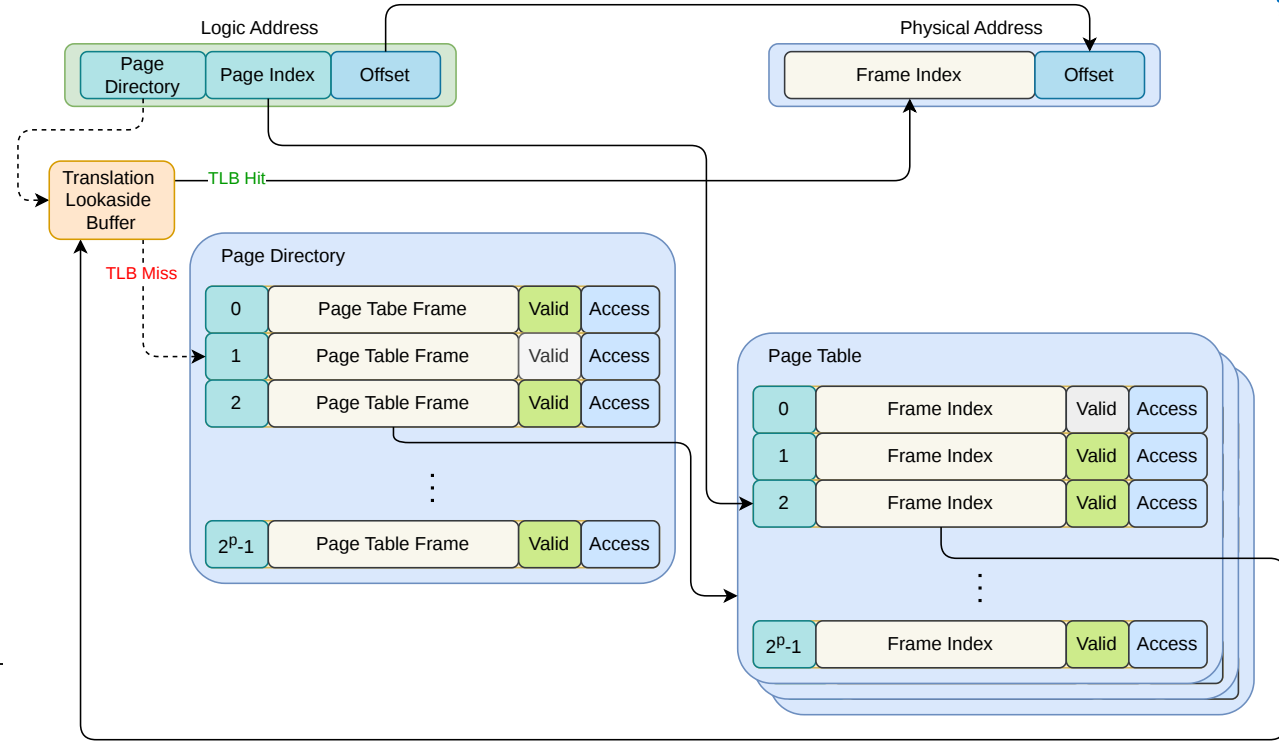 Logic Address
Physical Address
Page
Directory
Page Index
Offset
Frame Index
Offset
Translation
Lookaside
Buffer
TLB Hit
TLB Miss
Page Directory
0 Page Tabe Frame Valid Access
1 Page Table Frame Valid Access
2 Page Table Frame Valid Access
⋮
2ᵖ-1 Page Table Frame Valid Access
Page Table
0 Frame Index Valid Access
1 Frame Index Valid Access
2 Frame Index Valid Access
⋮
2ᵖ-1 Frame Index Valid Access